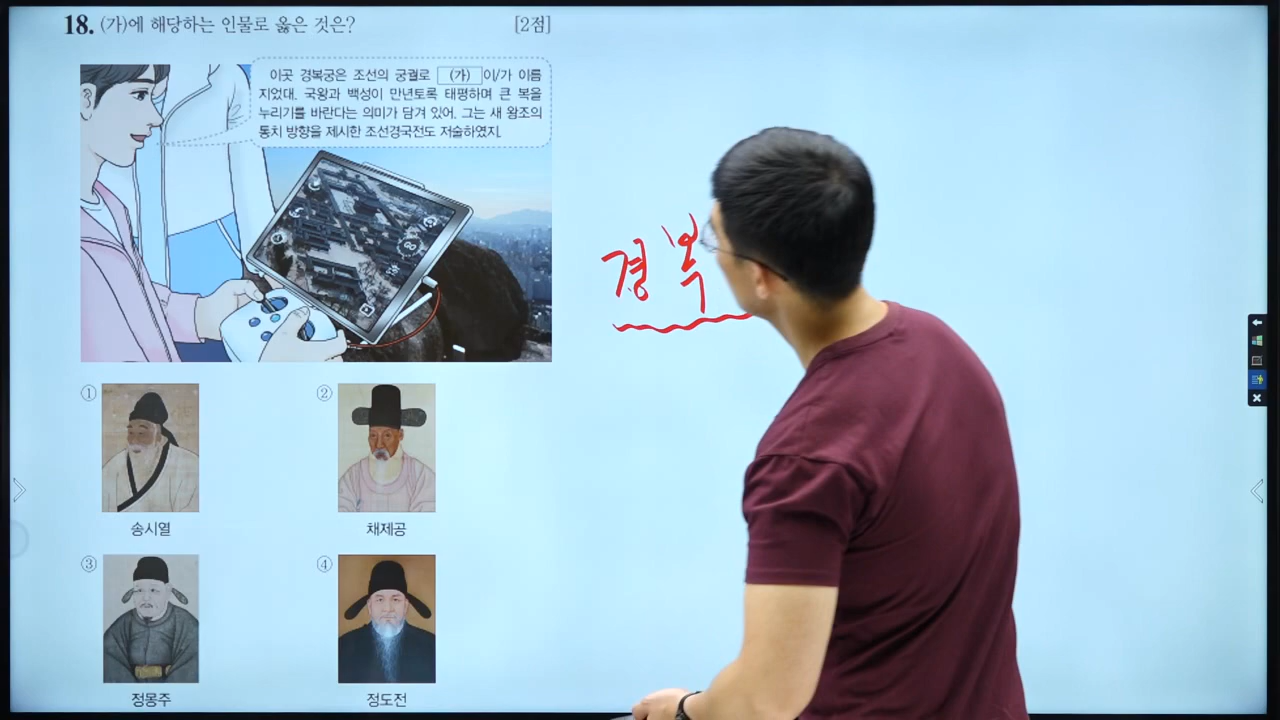 18. (가)에 해당하는 인물로 옳은 것은? [2점]
이곳 경복궁은 조선의 궁궐로 (가) 이/가 이름
지었대. 국왕과 백성이 만년토록 태평하며 큰 복을
누리기를 바란다는 의미가 담겨 있어. 그는 새 왕조의
통치 방향을 제시한 조선경국전도 저술하였지.
경복
① ②
송시열 채제공
③ ④
정몽주 정도전